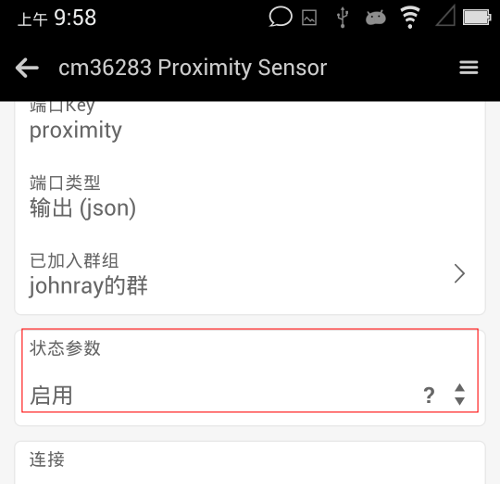 上午 9:58
cm36283 Proximity Sensor
端口Key
proximity
端口类型
输出 (json)
已加入群组
johnray的群
状态参数
启用 ?
连接